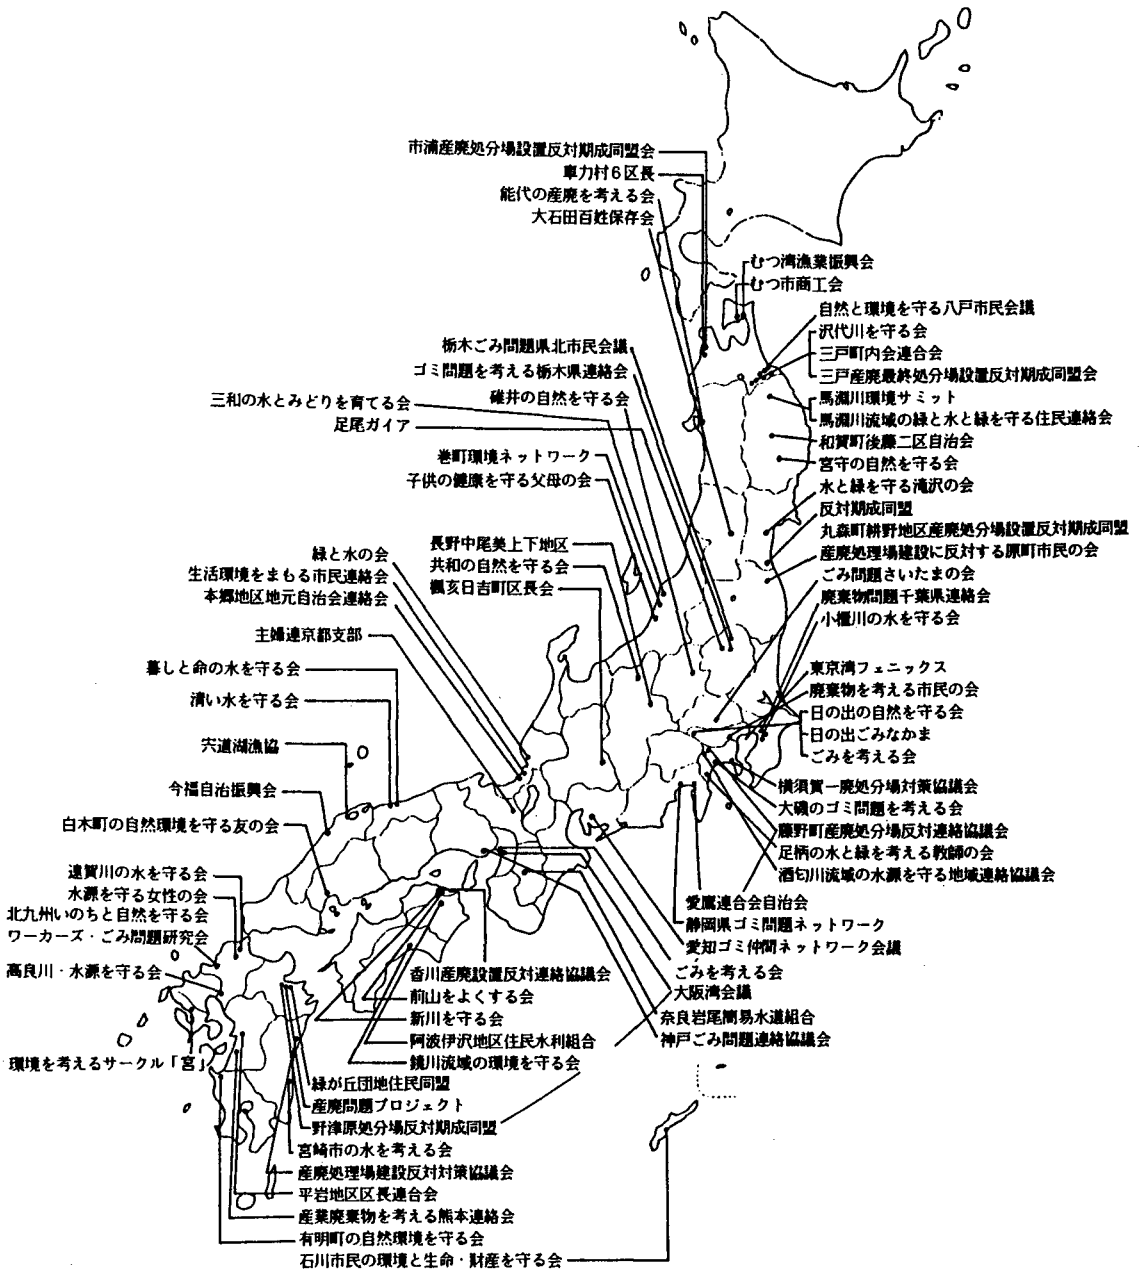 市浦産廃処分場設置反対期成同盟会
車力村6区長
能代の産廃を考える会
大石田百姓保存会
むつ湾漁業振興会
むつ市商工会
自然と環境を守る八戸市民会議
沢代川を守る会
三戸町内会連合会
三戸産廃最終処分場設置反対期成同盟会
馬淵川環境サミット
馬淵川流域の緑と水と緑を守る住民連絡会
和賀町後藤二区自治会
宮守の自然を守る会
水と緑を守る滝沢の会
反対期成同盟
丸森町耕野地区産廃処分場設置反対期成同盟
産廃処理場建設に反対する原町市民の会
ごみ問題さいたまの会
廃棄物問題千葉県連絡会
小櫃川の水を守る会
栃木ごみ問題県北市民会議
ゴミ問題を考える栃木県連絡会
碓井の自然を守る会
三和の水とみどりを育てる会
足尾ガイア
巻町環境ネットワーク
子供の健康を守る父母の会
長野中尾美上下地区
共和の自然を守る会
楓亥日吉町区長会
緑と水の会
生活環境をまもる市民連絡会
本郷地区地元自治会連絡会
主婦連京都支部
暮しと命の水を守る会
清い水を守る会
宍道湖漁協
今福自治振興会
白木町の自然環境を守る友の会
遠賀川の水を守る会
水源を守る女性の会
北九州いのちと自然を守る会
ワーカーズ・ごみ問題研究会
高良川・水源を守る会
環境を考えるサークル「宮」
東京湾フェニックス
廃棄物を考える市民の会
日の出の自然を守る会
日の出ごみなかま
ごみを考える会
横須賀一廃処分場対策協議会
大磯のゴミ問題を考える会
藤野町産廃処分場反対連絡協議会
足柄の水と緑を考える教師の会
酒匂川流域の水源を守る地域連絡協議会
愛鷹連合会自治会
静岡県ゴミ問題ネットワーク
愛知ゴミ仲間ネットワーク会議
ごみを考える会
大阪湾会議
奈良岩尾簡易水道組合
神戸ごみ問題連絡協議会
香川産廃設置反対連絡協議会
前山をよくする会
新川を守る会
阿波伊沢地区住民水利組合
鏡川流域の環境を守る会
緑が丘団地住民同盟
産廃問題プロジェクト
野津原処分場反対期成同盟
宮崎市の水を考える会
産廃処理場建設反対対策協議会
平岩地区区長連合会
産業廃棄物を考える熊本連絡会
有明町の自然環境を守る会
石川市民の環境と生命・財産を守る会